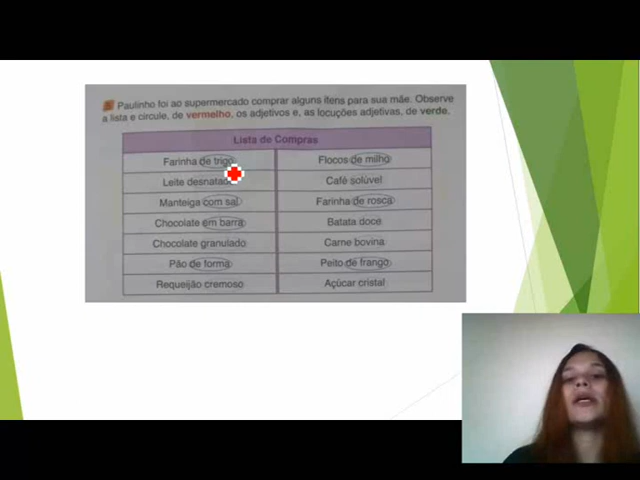 Paulinho foi ao supermercado comprar alguns itens para sua mãe. Observe
a lista e circule, de vermelho, os adjetivos e, as locuções adjetivas, de verde.
Lista de Compras
Farinha de trigo Flocos de milho
Leite desnatado Café solúvel
Manteiga com sal Farinha de rosca
Chocolate em barra Batata doce
Chocolate granulado Carne bovina
Pão de forma Peito de frango
Requeijão cremoso Açúcar cristal